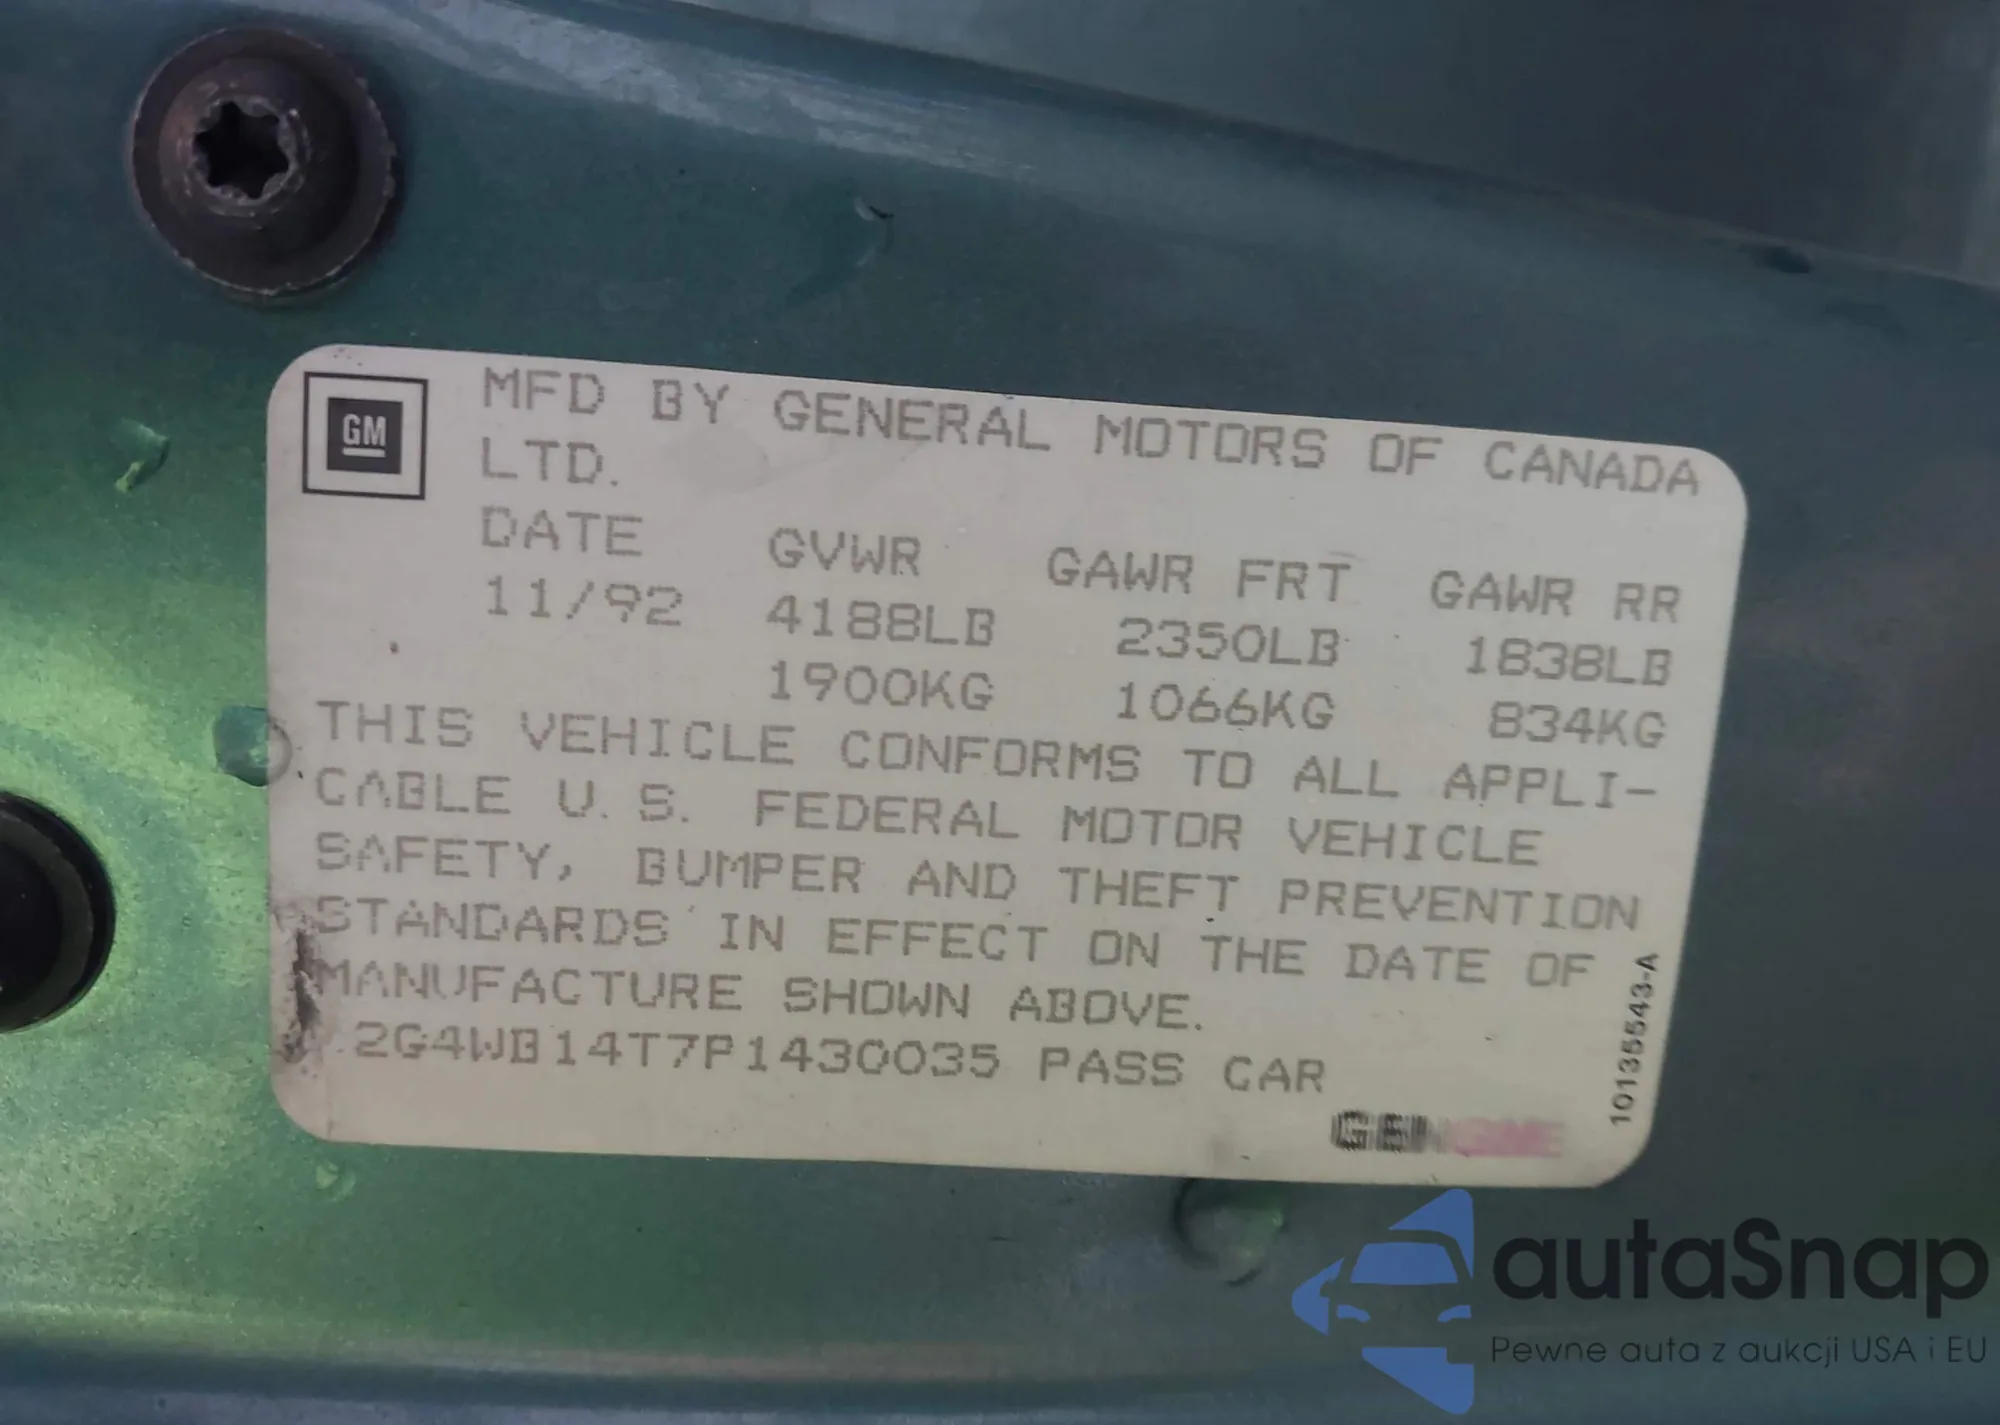 GM
MFD BY GENERAL MOTORS OF CANADA
LTD.
DATE GVWR GAWR FRT GAWR RR
11/92 4188LB 2350LB 1838LB
1900KG 1066KG 834KG
THIS VEHICLE CONFORMS TO ALL APPLI-
CABLE U.S. FEDERAL MOTOR VEHICLE
SAFETY, BUMPER AND THEFT PREVENTION
STANDARDS IN EFFECT ON THE DATE OF
MANUFACTURE SHOWN ABOVE.
2G4WB14T7P1430035 PASS CAR
10135543-A
autaSnap
Pewne auta z aukcji USA i EU